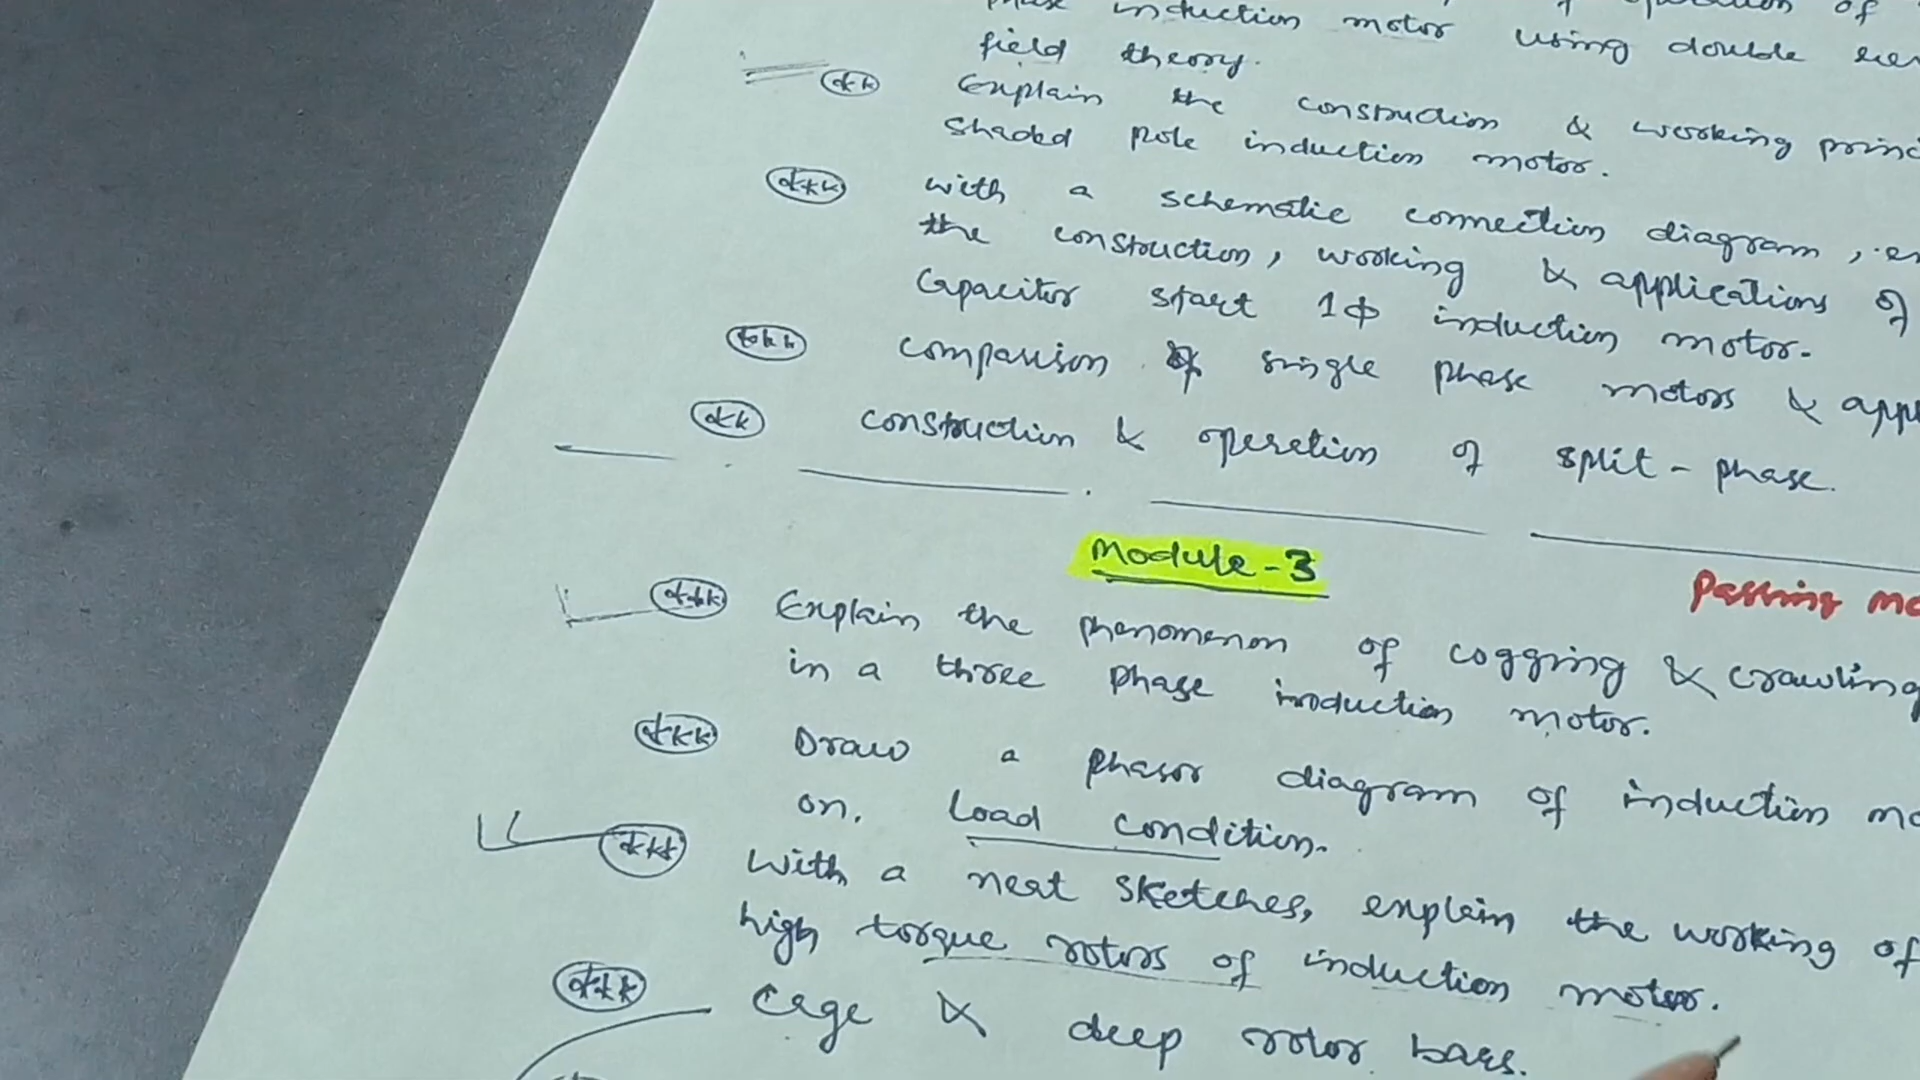 induction motor using double
field theory.
** Explain the construction & working
shaded pole induction motor.
*** with a schematic connection diagram,
the construction, working & applications of
Capacitor start 1ϕ induction motor.
*** comparison of single phase motors &
** construction & operation of split-phase.
Module-3
Passing
*** Explain the phenomenon of cogging & crawling
in a three phase induction motor.
*** Draw a phasor diagram of induction
on. Load condition.
*** With a neat sketches, explain the working of
high torque rotors of induction motor.
*** Cage & deep rotor bars.